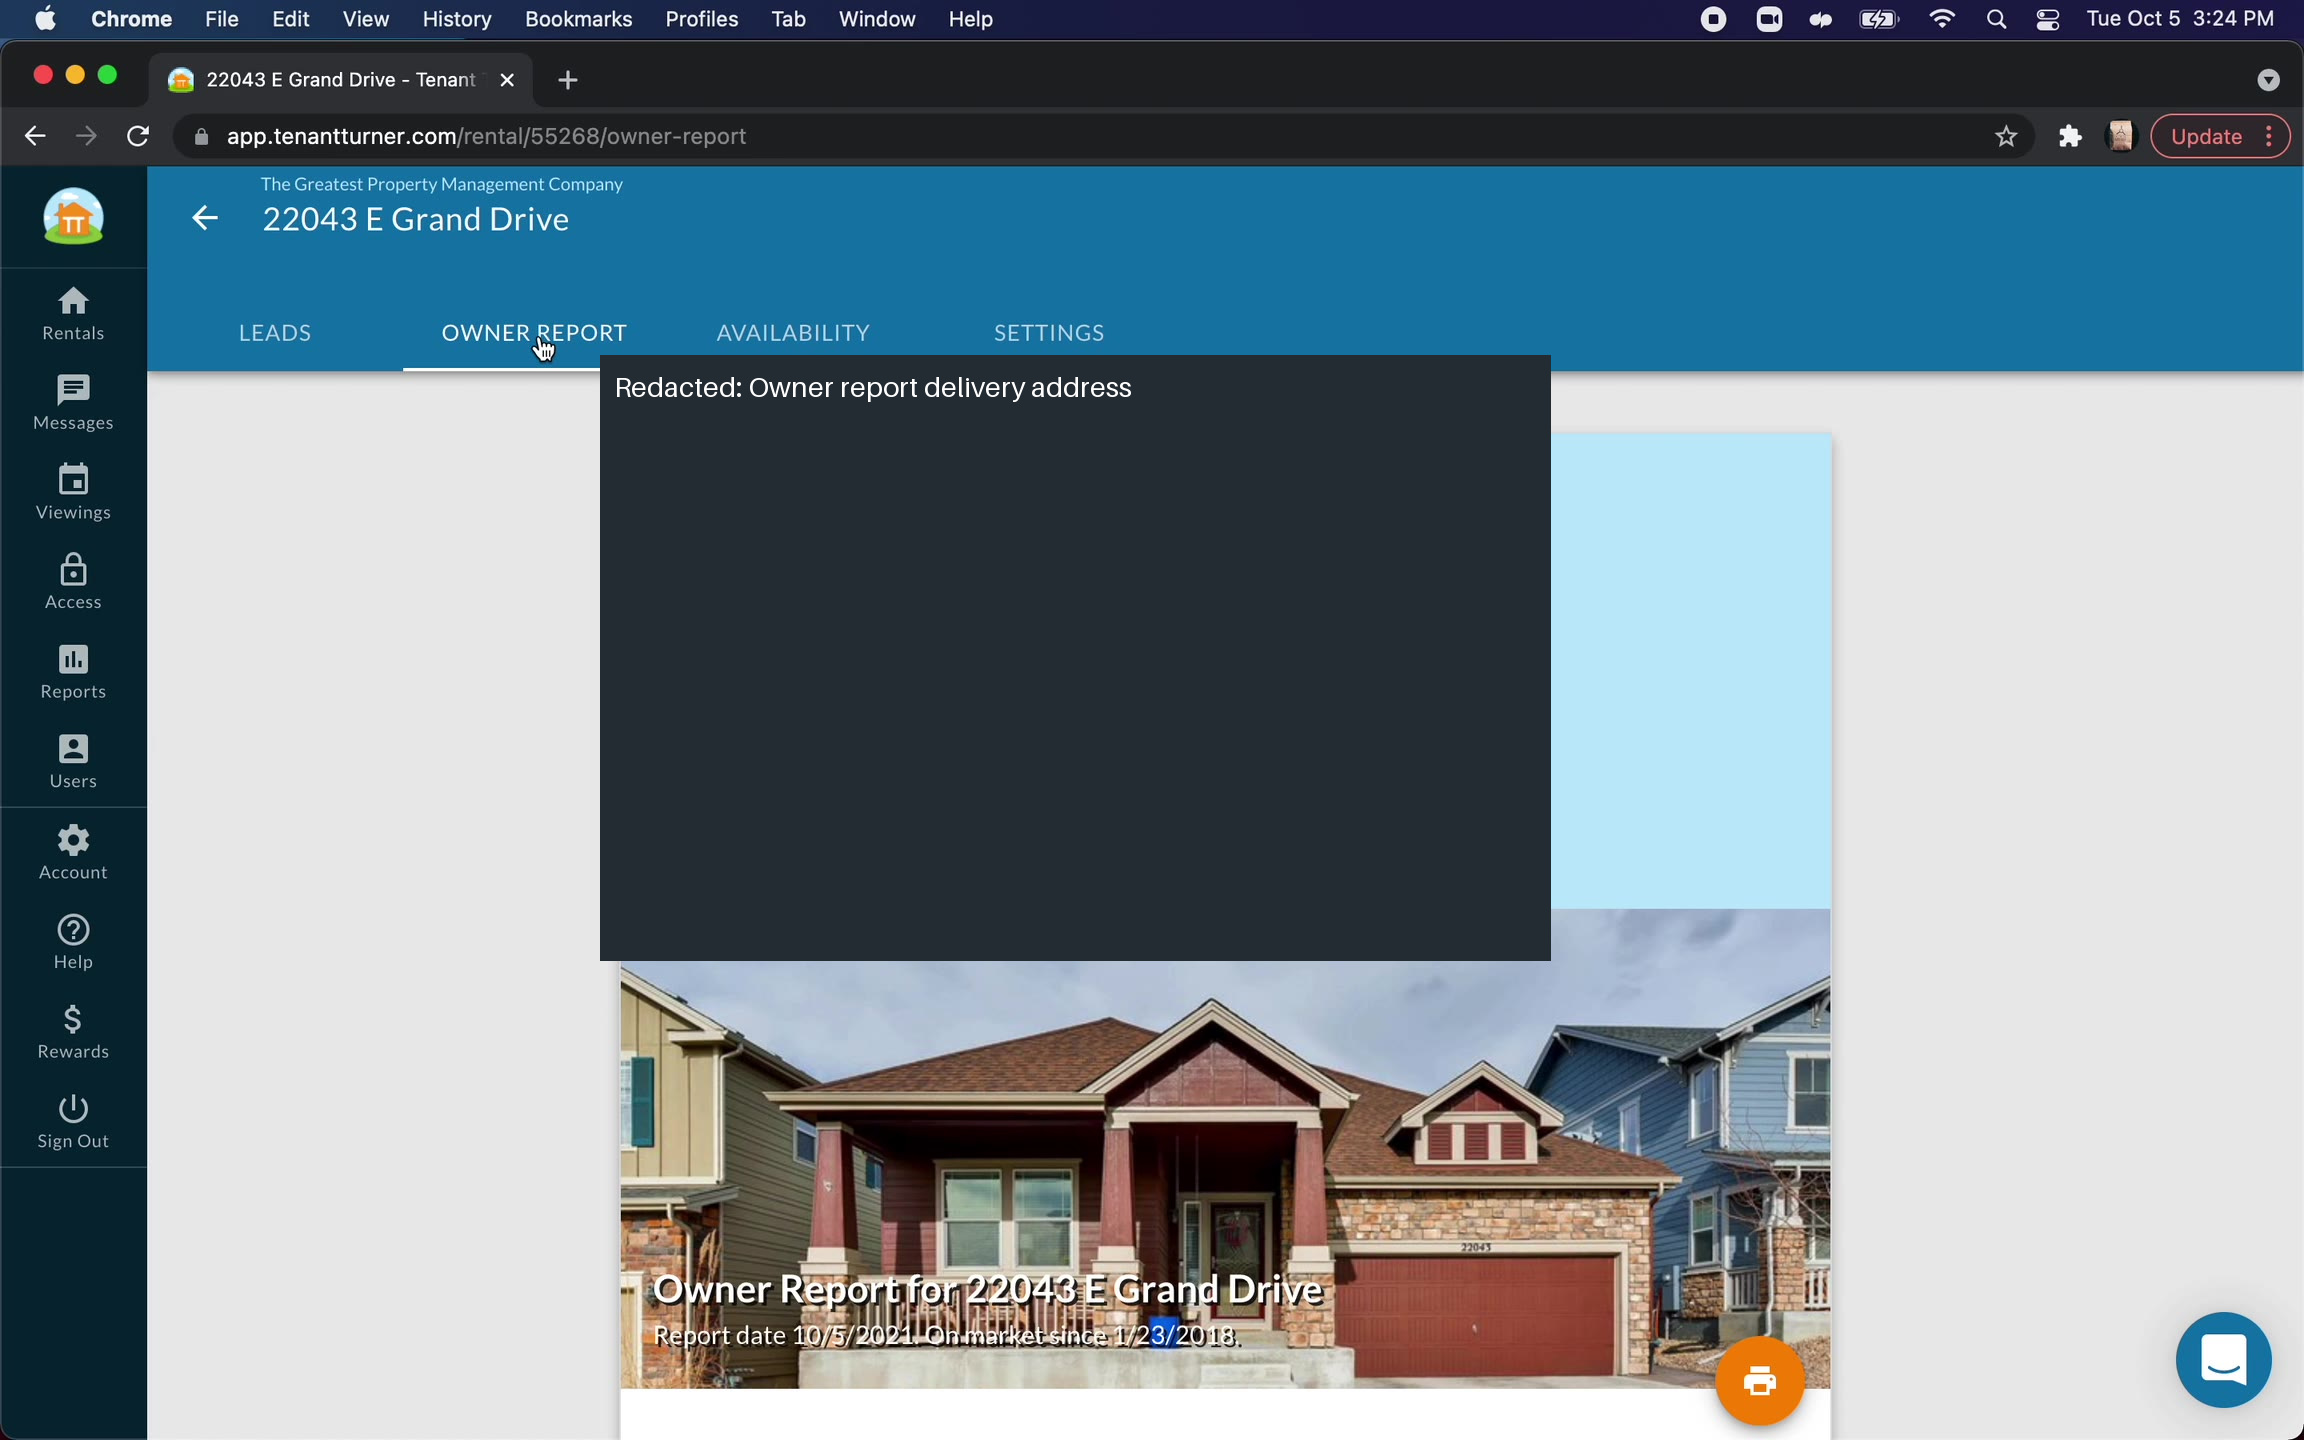 Chrome File Edit View History Bookmarks Profiles Tab Window Help Tue Oct 5 3:24 PM
22043 E Grand Drive - Tenant
app.tenantturner.com/rental/55268/owner-report
Update
The Greatest Property Management Company
22043 E Grand Drive
LEADS OWNER REPORT AVAILABILITY SETTINGS
Rentals
Messages
Viewings
Access
Reports
Users
Account
Help
Rewards
Sign Out
Redacted: Owner report delivery address
22043
Owner Report for 22043 E Grand Drive
Report date 10/5/2021. On market since 1/23/2018.